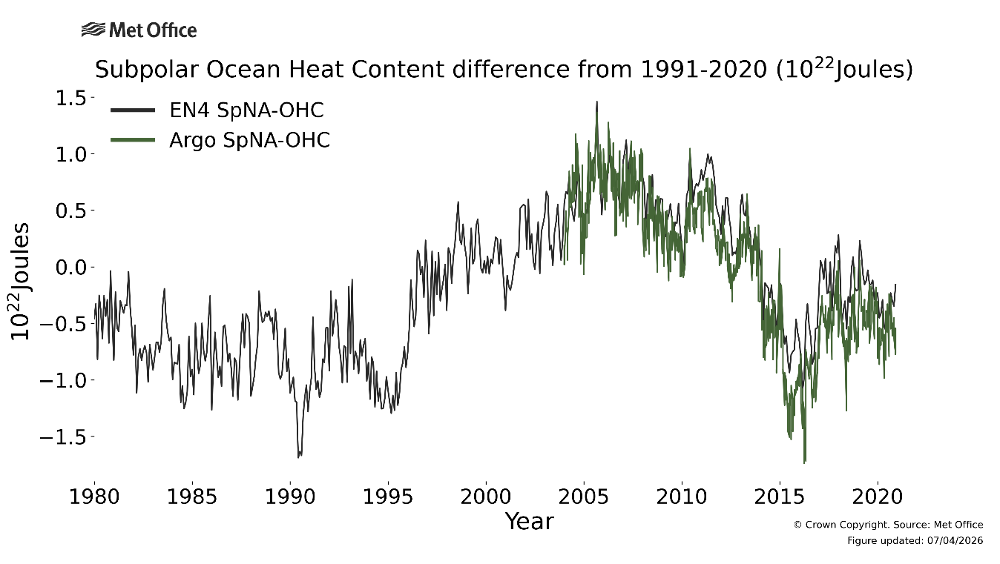 Met Office
Subpolar Ocean Heat Content difference from 1991-2020 (10²²Joules)
EN4 SpNA-OHC
Argo SpNA-OHC
10²²Joules
1.5
1.0
0.5
0.0
−0.5
−1.0
−1.5
1980 1985 1990 1995 2000 2005 2010 2015 2020
Year
© Crown Copyright. Source: Met Office
Figure updated: 07/04/2026